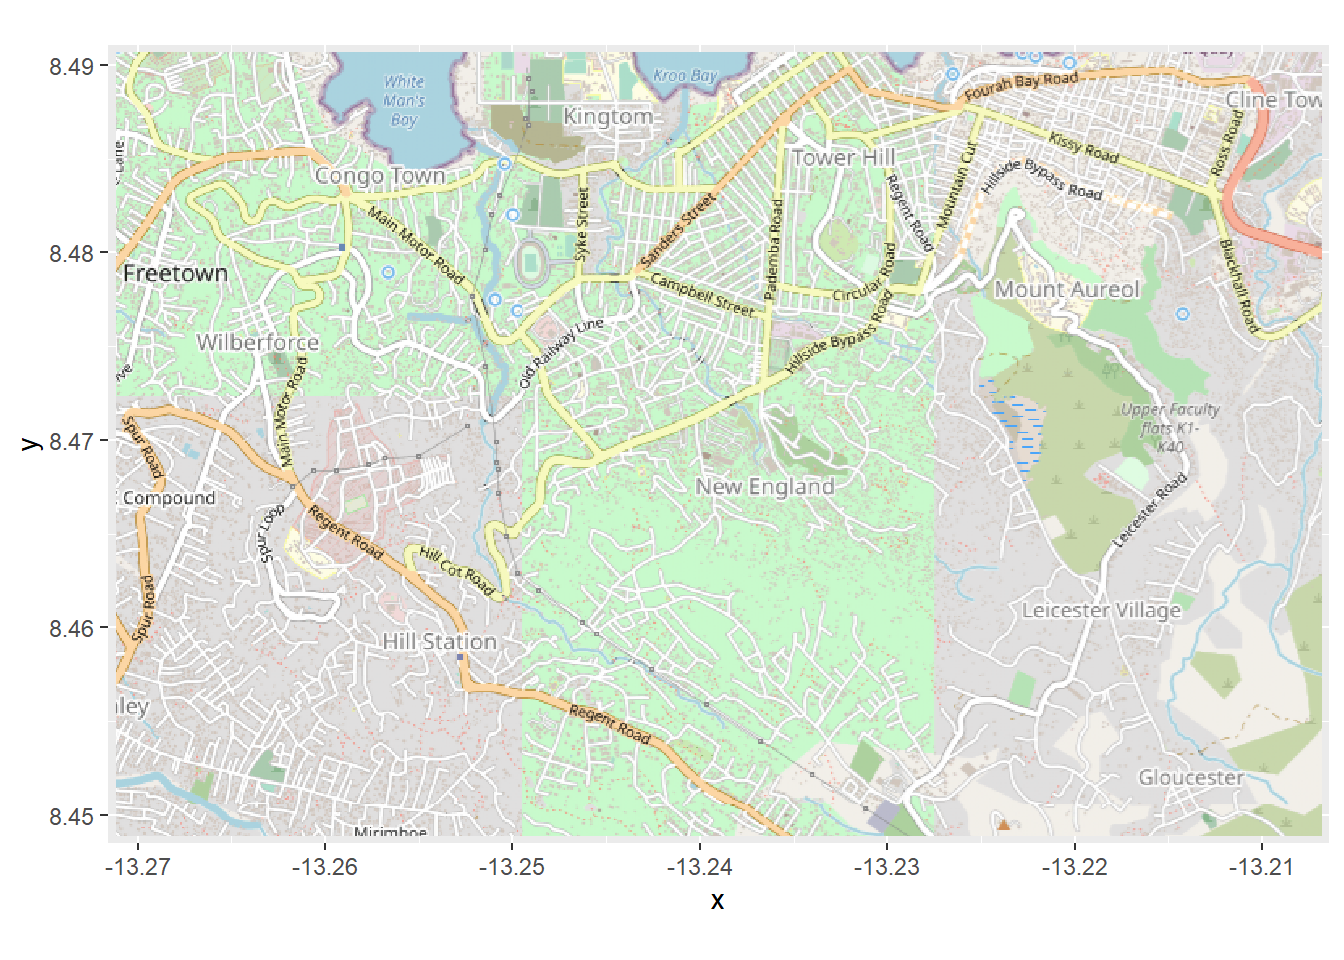 8.49
8.48
8.47
8.46
8.45
y
White
Man's
Bay
Kroo Bay
Kingtom
Fourah Bay Road
Cline Tow
Congo Town
Tower Hill
Kissy Road
Ross Road
Hillside Bypass Road
Mountain Cut
Regent Road
Lane
Main Motor Road
Syke Street
Sanders Street
Pademba Road
Circular Road
Blackhall Road
Freetown
Campbell Street
Mount Aureol
Wilberforce
Old Railway Line
Hillside Bypass Road
Main Motor Road
Upper Faculty
flats K1-
K40
Spur Road
Compound
New England
Leicester Road
Spur Loop
Regent Road
Hill Cot Road
Spur Road
Leicester Village
Hill Station
ley
Regent Road
Gloucester
-13.27
-13.26
-13.25
-13.24
-13.23
-13.22
-13.21
x